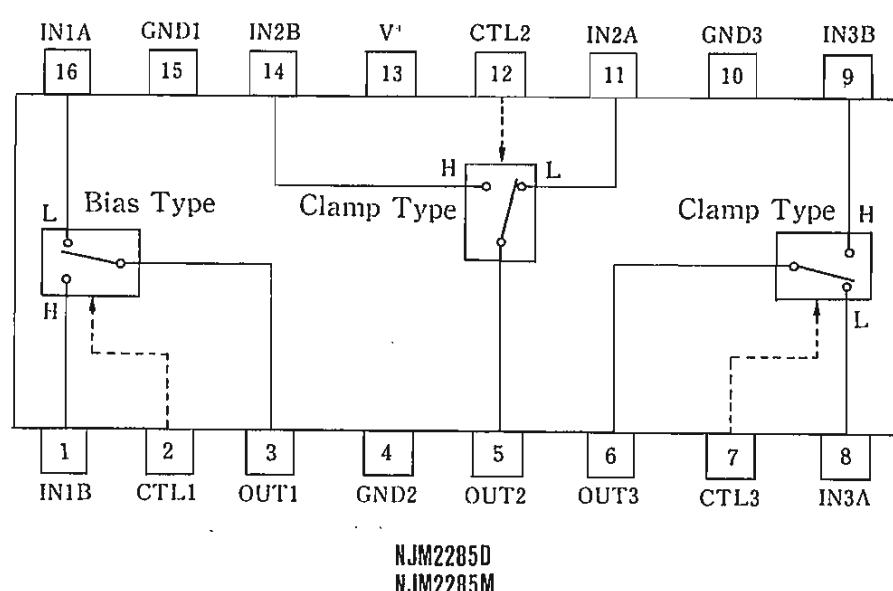 IN1A GND1 IN2B V+ CTL2 IN2A GND3 IN3B
16 15 14 13 12 11 10 9
H L
Bias Type Clamp Type Clamp Type
L H
H L
1 2 3 4 5 6 7 8
IN1B CTL1 OUT1 GND2 OUT2 OUT3 CTL3 IN3A
NJM2285D
NJM2285M